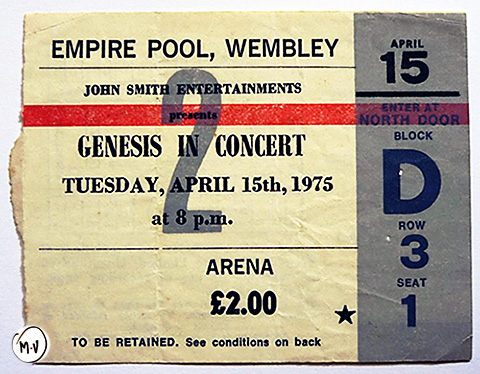 EMPIRE POOL, WEMBLEY
JOHN SMITH ENTERTAINMENTS
presents
2
GENESIS IN CONCERT
TUESDAY, APRIL 15th, 1975
at 8 p.m.
ARENA
£2.00
TO BE RETAINED. See conditions on back
APRIL
15
ENTER AT
NORTH DOOR
BLOCK
D
ROW
3
SEAT
1
M-V